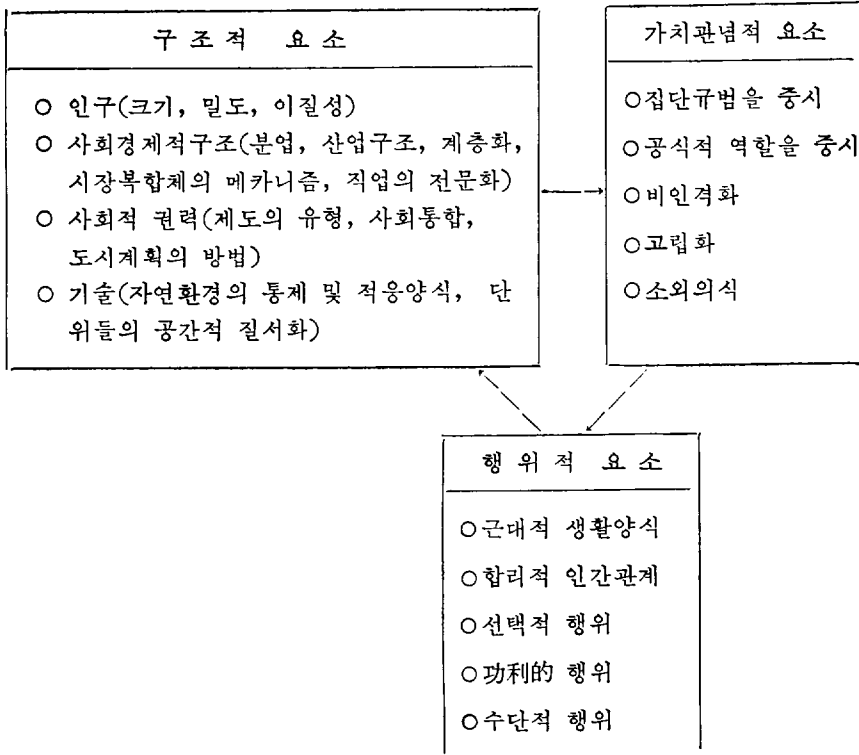 구조적 요소
○ 인구(크기, 밀도, 이질성)
○ 사회경제적구조(분업, 산업구조, 계층화,
시장복합체의 메카니즘, 직업의 전문화)
○ 사회적 권력(제도의 유형, 사회통합,
도시계획의 방법)
○ 기술(자연환경의 통제 및 적응양식, 단
위들의 공간적 질서화)
가치관념적 요소
○집단규범을 중시
○공식적 역할을 중시
○비인격화
○고립화
○소외의식
행위적 요소
○근대적 생활양식
○합리적 인간관계
○선택적 행위
○功利的 행위
○수단적 행위